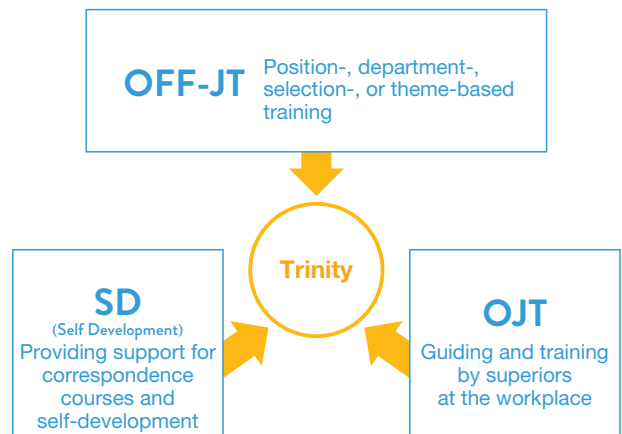 OFF-JT
Position-, department-,
selection-, or theme-based
training
Trinity
SD
(Self Development)
Providing support for
correspondence
courses and
self-development
OJT
Guiding and training
by superiors
at the workplace